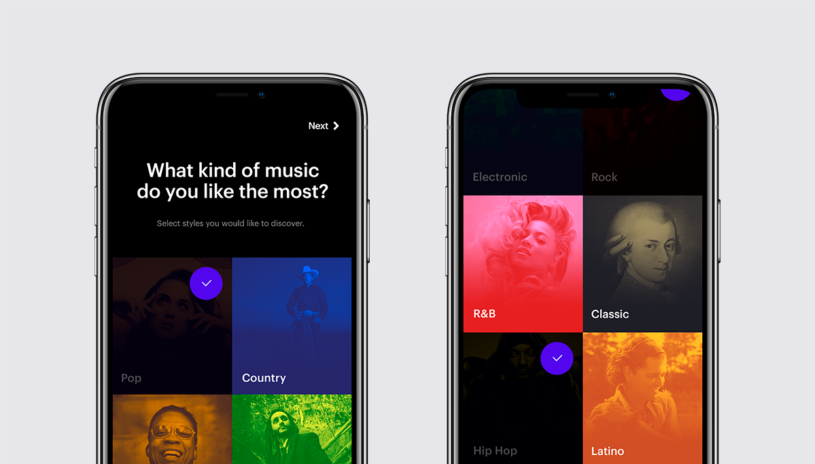 Next
What kind of music
do you like the most?
Select styles you would like to discover.
Pop
Country
Electronic
Rock
R&B
Classic
Hip Hop
Latino